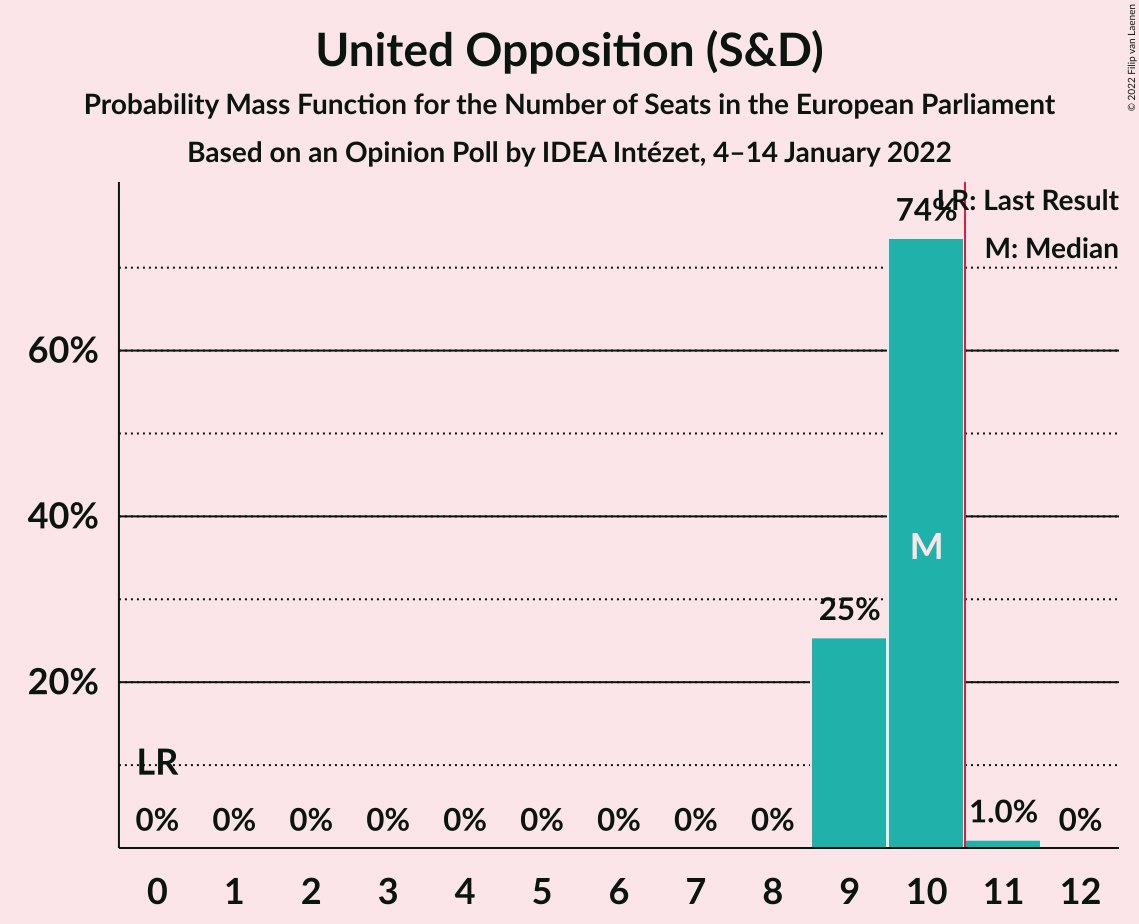 United Opposition (S&D)
Probability Mass Function for the Number of Seats in the European Parliament
Based on an Opinion Poll by IDEA Intézet, 4–14 January 2022
© 2022 Filip van Laenen
LR: Last Result
M: Median
74%
60%
40%
M
25%
20%
LR
0% 0% 0% 0% 0% 0% 0% 0% 0% 1.0% 0%
0 1 2 3 4 5 6 7 8 9 10 11 12